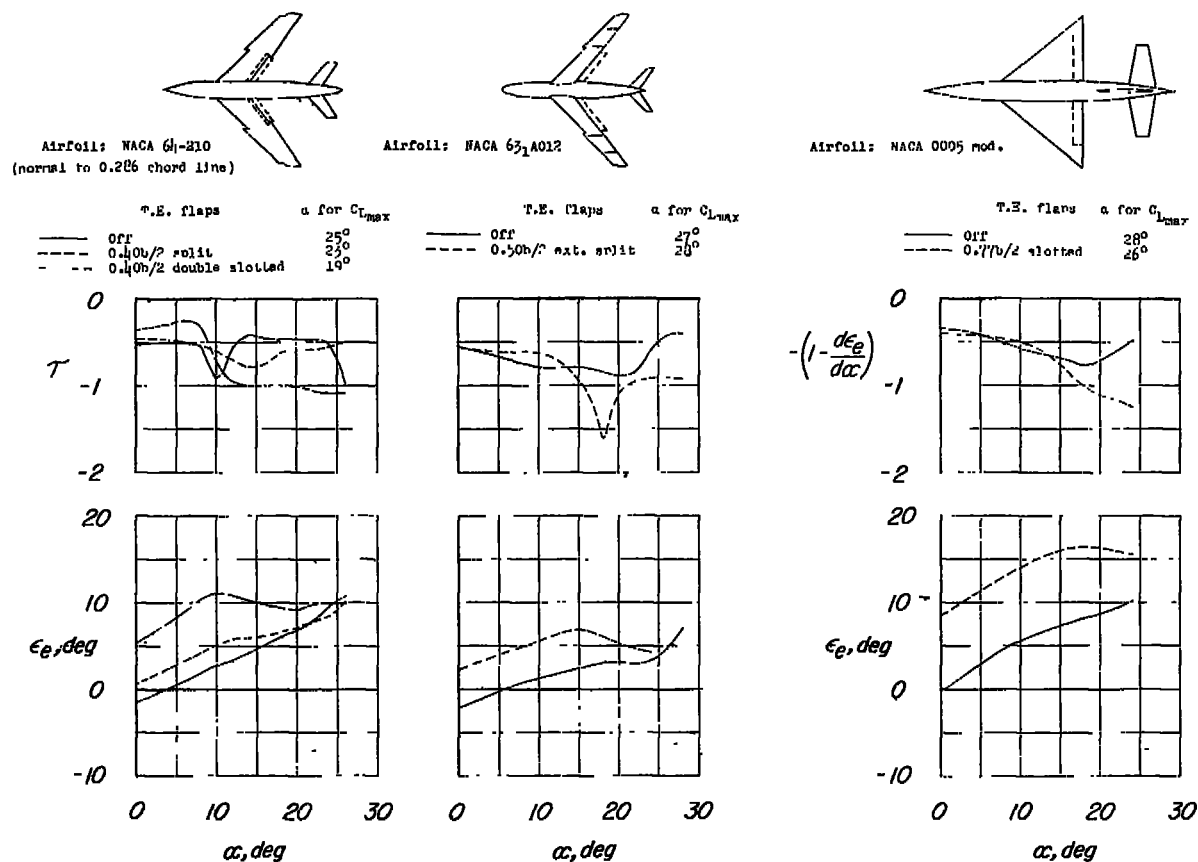 Airfoil: NACA 64-210
(normal to 0.286 chord line)
Airfoil: NACA 63₁A012
Airfoil: NACA 0005 mod.
T.E. flaps α for C_Lmax
Off 25°
0.40b/2 split 23°
0.40b/2 double slotted 19°
T.E. flaps α for C_Lmax
Off 27°
0.50b/2 ext. split 28°
T.E. flaps α for C_Lmax
Off 28°
0.77b/2 slotted 26°
0
τ
-1
-2
0
-(1-dεe/dα)
-1
-2
20
10
εe, deg
0
-10
20
10
εe, deg
0
-10
0 10 20 30
α, deg
0 10 20 30
α, deg
0 10 20 30
α, deg